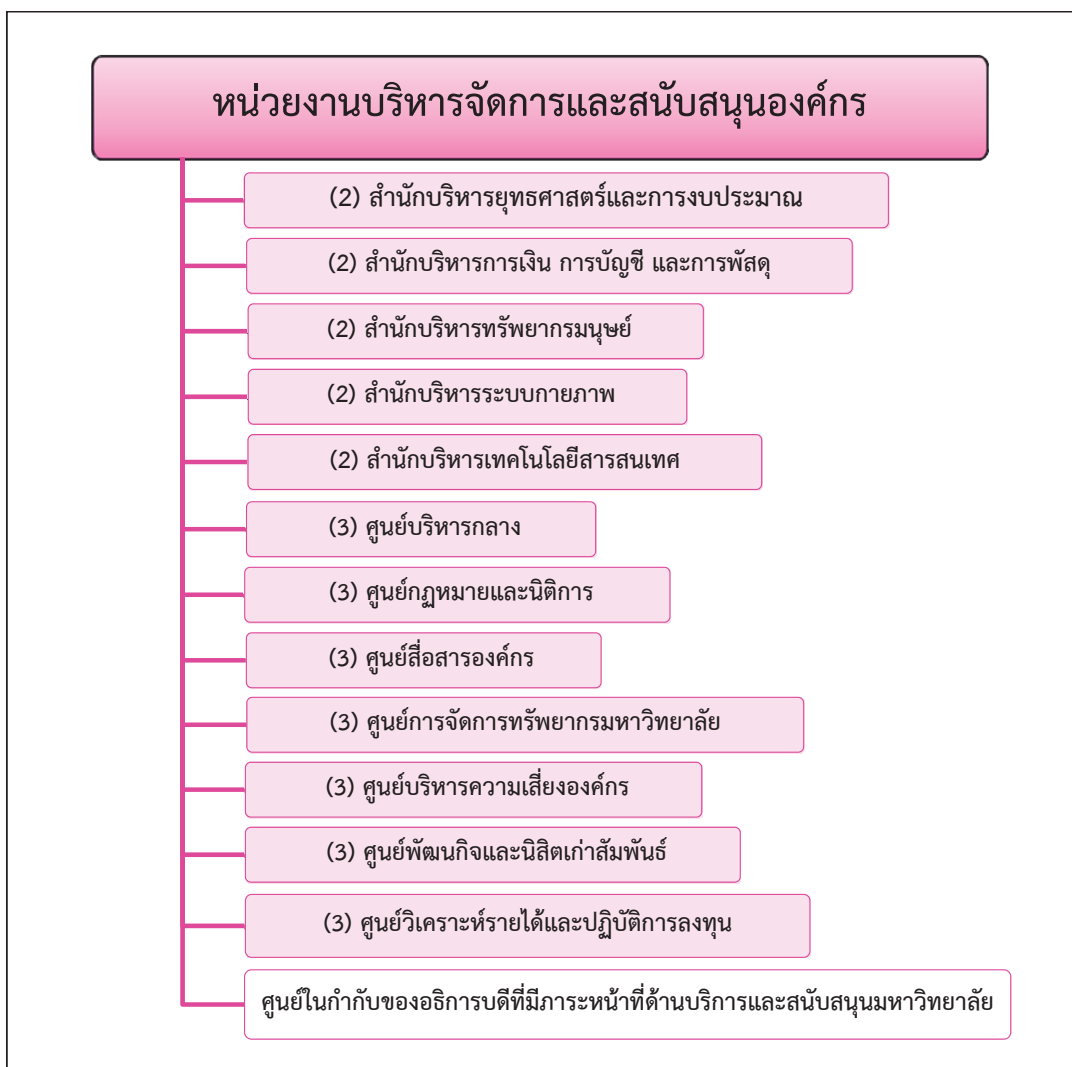 หน่วยงานบริหารจัดการและสนับสนุนองค์กร
(2) สำนักบริหารยุทธศาสตร์และการงบประมาณ
(2) สำนักบริหารการเงิน การบัญชี และการพัสดุ
(2) สำนักบริหารทรัพยากรมนุษย์
(2) สำนักบริหารระบบกายภาพ
(2) สำนักบริหารเทคโนโลยีสารสนเทศ
(3) ศูนย์บริหารกลาง
(3) ศูนย์กฎหมายและนิติการ
(3) ศูนย์สื่อสารองค์กร
(3) ศูนย์การจัดการทรัพยากรมหาวิทยาลัย
(3) ศูนย์บริหารความเสี่ยงองค์กร
(3) ศูนย์พัฒนกิจและนิสิตเก่าสัมพันธ์
(3) ศูนย์วิเคราะห์รายได้และปฏิบัติการลงทุน
ศูนย์ในกำกับของอธิการบดีที่มีภาระหน้าที่ด้านบริการและสนับสนุนมหาวิทยาลัย